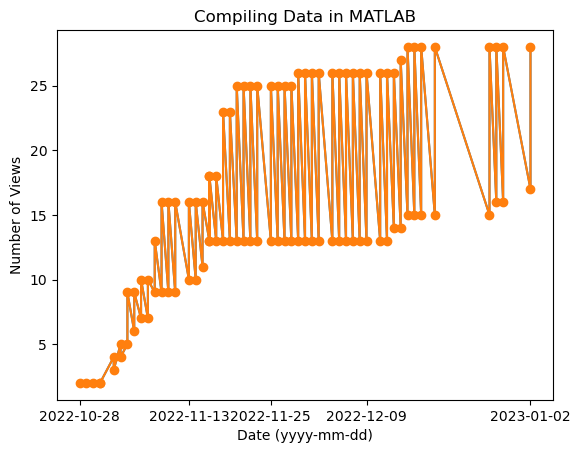 Compiling Data in MATLAB
Number of Views
25
20
15
10
5
2022-10-28 2022-11-13 2022-11-25 2022-12-09 2023-01-02
Date (yyyy-mm-dd)